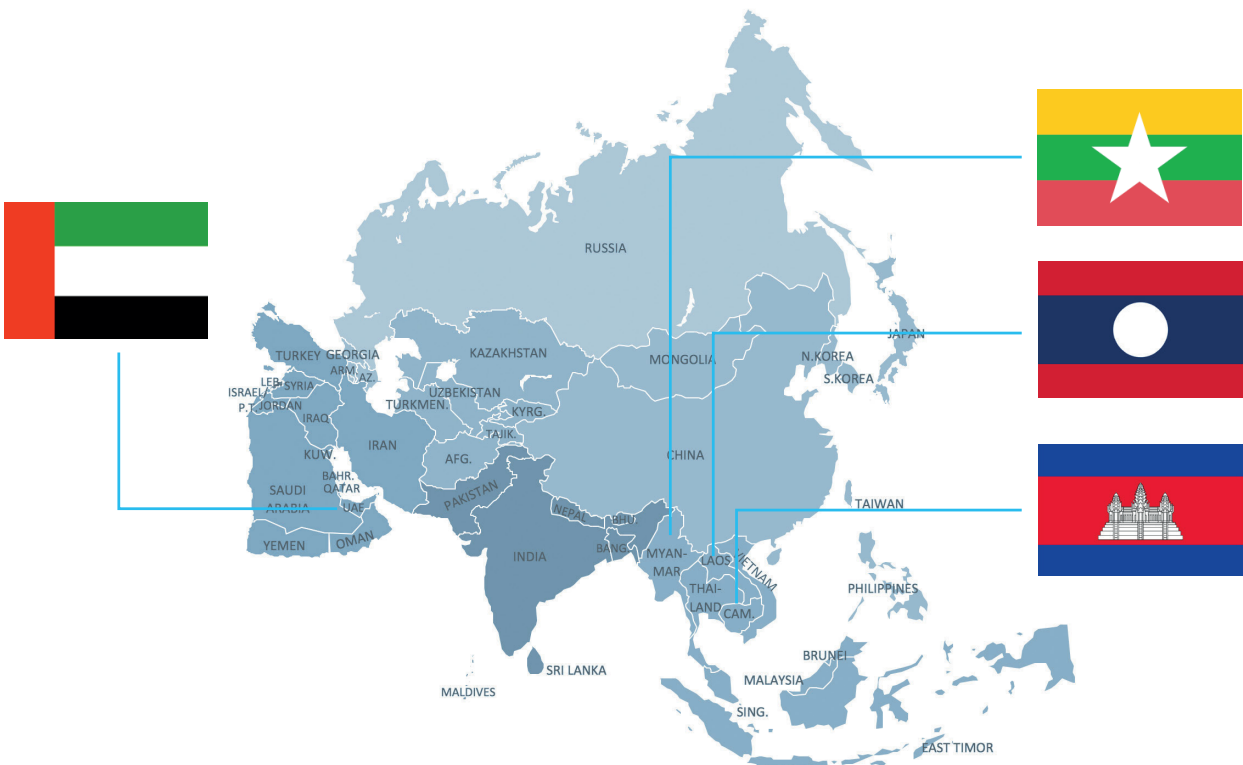 RUSSIA
TURKEY
GEORGIA
ARM.
AZ.
KAZAKHSTAN
MONGOLIA
N.KOREA
S.KOREA
JAPAN
LEB.
SYRIA
ISRAEL/
P.T.
JORDAN
IRAQ
UZBEKISTAN
TURKMEN.
KYRG.
TAJIK.
IRAN
AFG.
CHINA
KUW.
BAHR.
QATAR
SAUDI
ARABIA
UAE
PAKISTAN
NEPAL
BHU.
TAIWAN
YEMEN
OMAN
INDIA
BANG.
MYAN-
MAR
LAOS
VIETNAM
THAI-
LAND
CAM.
PHILIPPINES
SRI LANKA
MALDIVES
BRUNEI
MALAYSIA
SING.
EAST TIMOR